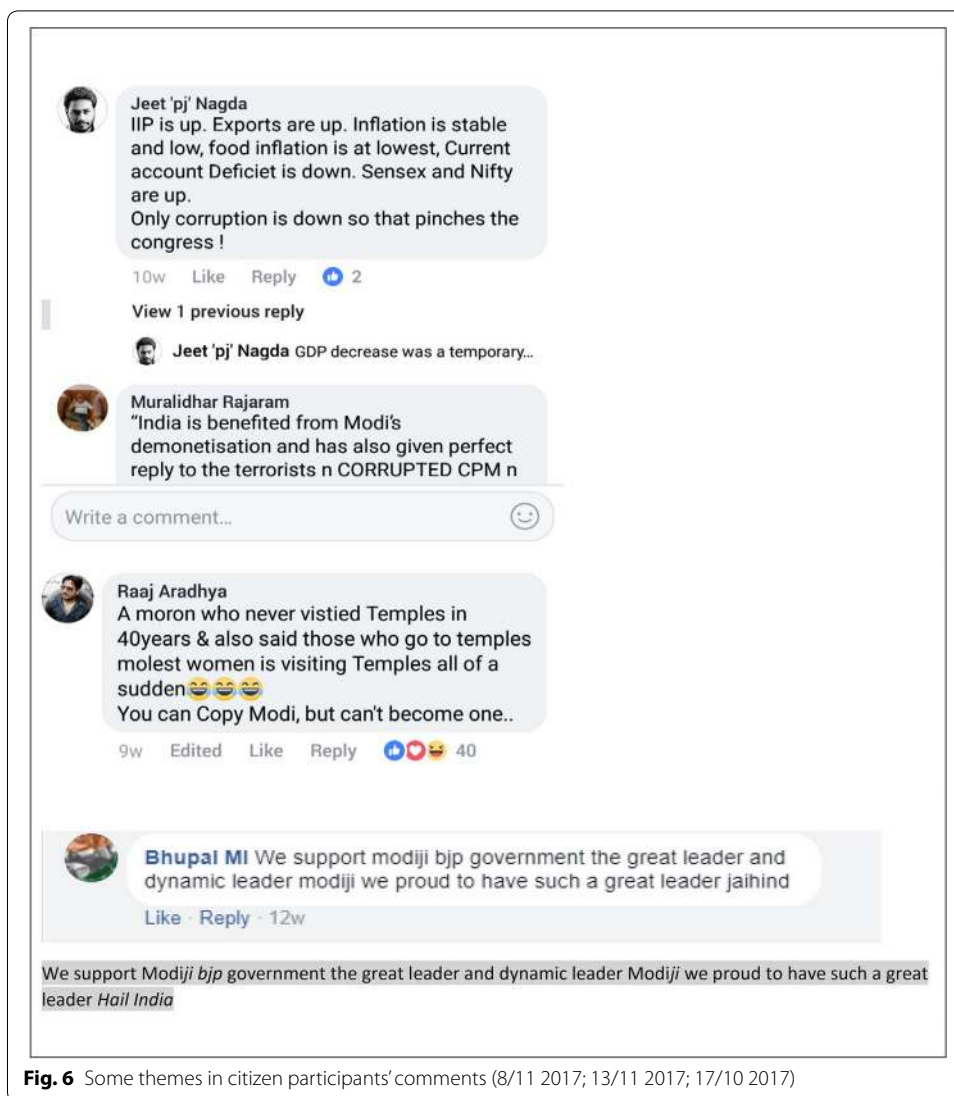 Jeet 'pj' Nagda
IIP is up. Exports are up. Inflation is stable
and low, food inflation is at lowest, Current
account Deficiet is down. Sensex and Nifty
are up.
Only corruption is down so that pinches the
congress !
10w Like Reply 2
View 1 previous reply
Jeet 'pj' Nagda GDP decrease was a temporary...
Muralidhar Rajaram
“India is benefited from Modi’s
demonetisation and has also given perfect
reply to the terrorists n CORRUPTED CPM n
Write a comment...
Raaj Aradhya
A moron who never vistied Temples in
40years & also said those who go to temples
molest women is visiting Temples all of a
sudden😂😂😂
You can Copy Modi, but can't become one..
9w Edited Like Reply 40
Bhupal Ml We support modiji bjp government the great leader and
dynamic leader modiji we proud to have such a great leader jaihind
Like · Reply · 12w
We support Modiji bjp government the great leader and dynamic leader Modiji we proud to have such a great
leader Hail India
Fig. 6 Some themes in citizen participants’ comments (8/11 2017; 13/11 2017; 17/10 2017)